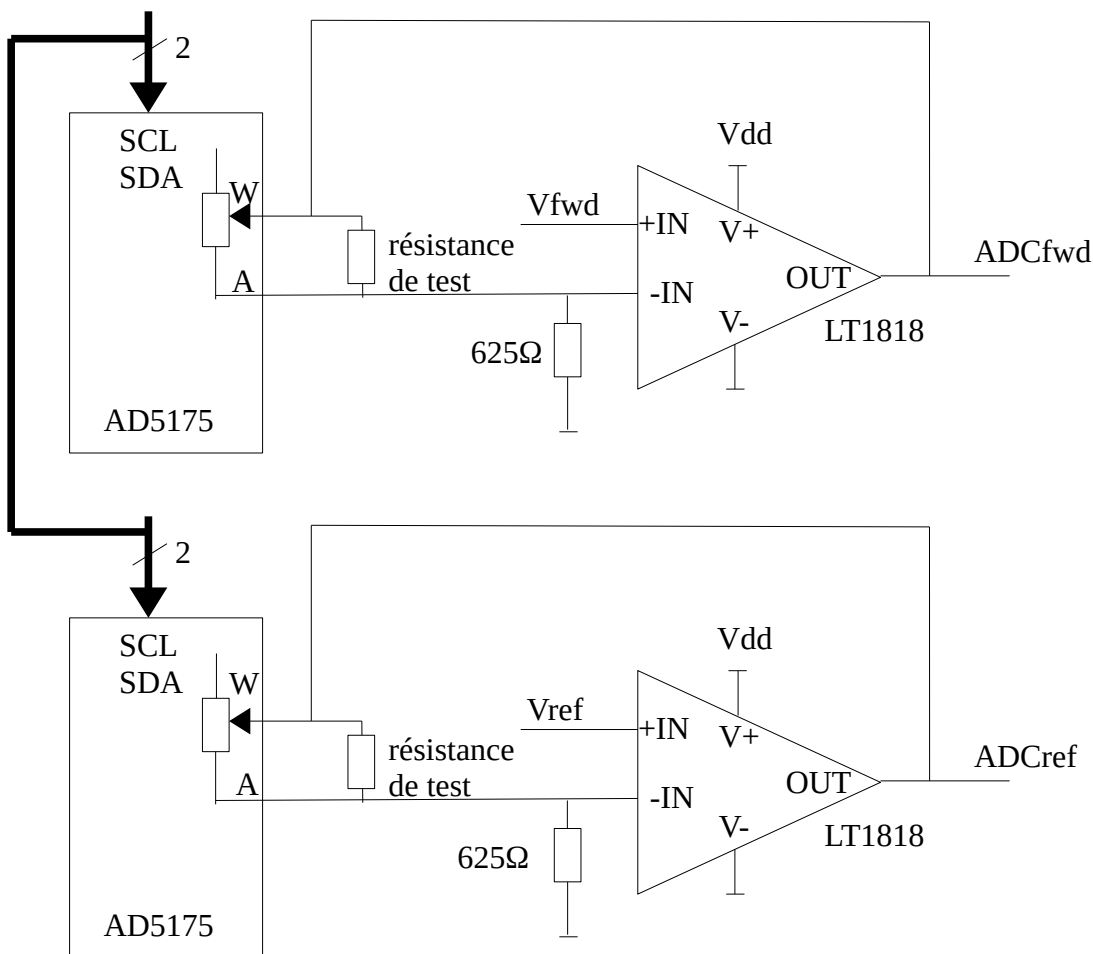 2
SCL
SDA
W
A
AD5175
résistance
de test
625Ω
Vfwd
+IN
-IN
Vdd
V+
V-
OUT
LT1818
ADCfwd
2
SCL
SDA
W
A
AD5175
résistance
de test
625Ω
Vref
+IN
-IN
Vdd
V+
V-
OUT
LT1818
ADCref